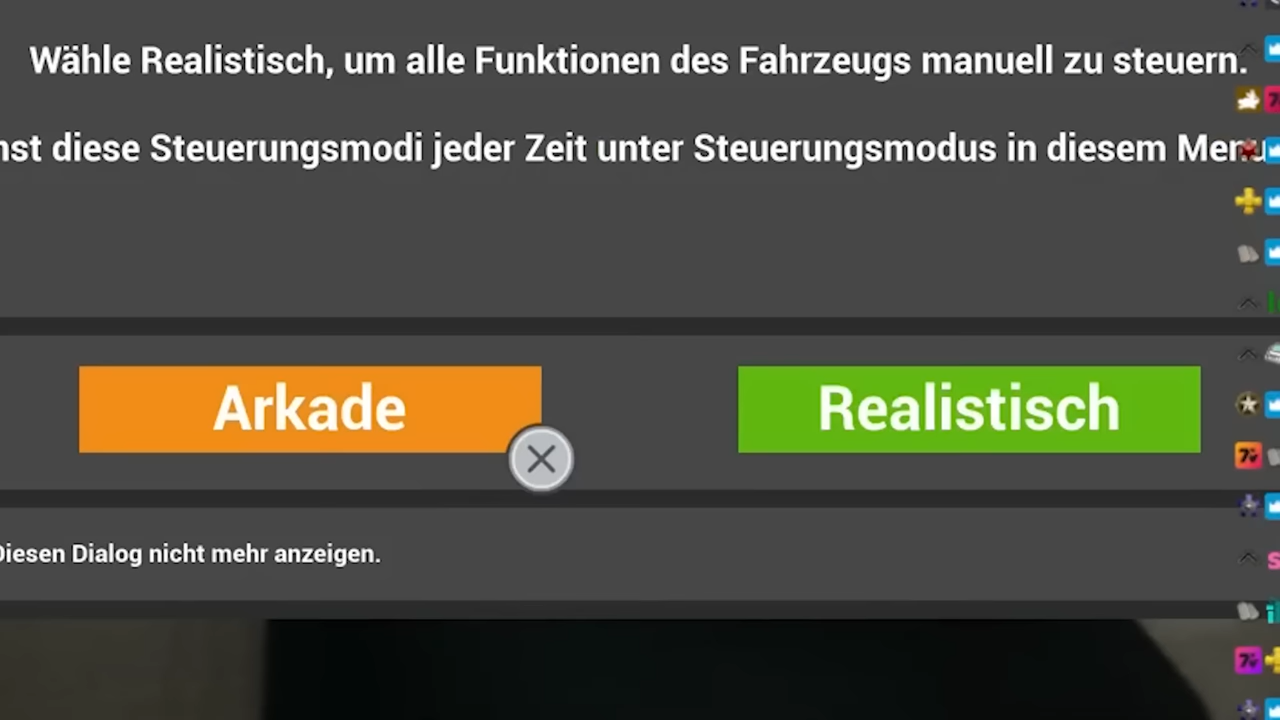 Wähle Realistisch, um alle Funktionen des Fahrzeugs manuell zu steuern.
nst diese Steuerungsmodi jeder Zeit unter Steuerungsmodus in diesem Menu
Arkade
Realistisch
Diesen Dialog nicht mehr anzeigen.